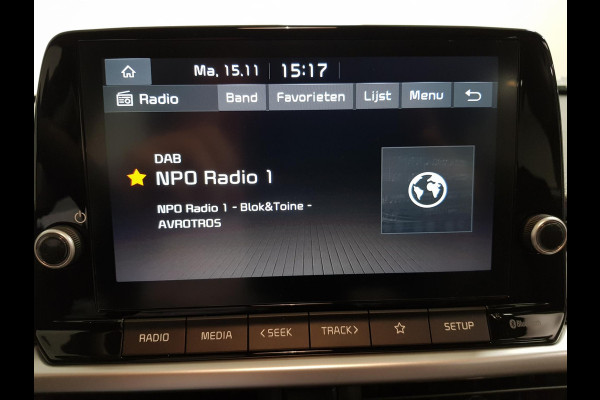 Ma, 15.11 15:17
Radio Band Favorieten Lijst Menu
DAB
NPO Radio 1
NPO Radio 1 - Blok&Toine -
AVROTROS
RADIO MEDIA <SEEK TRACK> SETUP